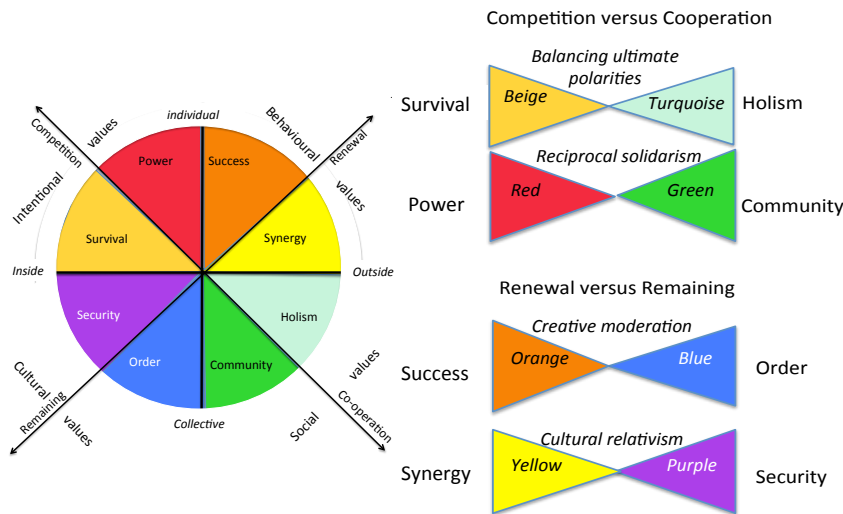 Competition versus Cooperation
Balancing ultimate
polarities
Survival
Beige
Turquoise
Holism
Reciprocal solidarism
Power
Red
Green
Community
Renewal versus Remaining
Creative moderation
Success
Orange
Blue
Order
Cultural relativism
Synergy
Yellow
Purple
Security
individual
Competition
values
Intentional
Behavioural
values
Renewal
Power
Success
Survival
Synergy
Inside
Outside
Security
Holism
Order
Community
Cultural
values
Remaining
Collective
Social
values
Co-operation